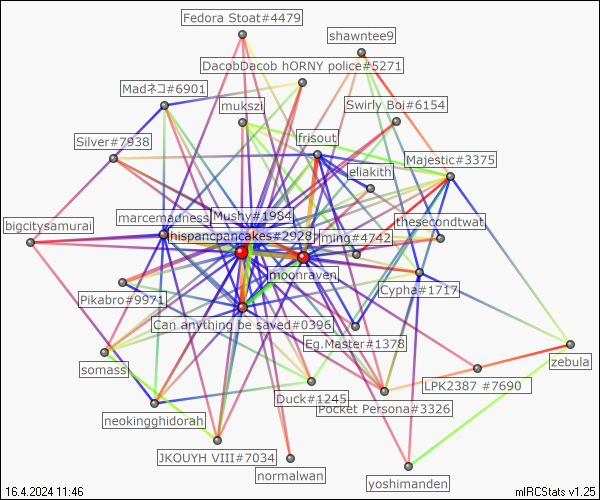 Fedora Stoat#4479
shawntee9
DacobDacob hORNY police#5271
Madネコ#6901
mukszi
Swirly Boi#6154
Silver#7938
frisout
Majestic#3375
eliakith
bigcitysamurai
marcemadness
Mushy#1984
thesecondtwat
hispancpancakes#2928
ming#4742
moonraven
Pikabro#9971
Cypha#1717
Can anything be saved#0396
Eg.Master#1378
somass
zebula
LPK2387 #7690
Duck#1245
Pocket Persona#3326
neokingghidorah
JKOUYH VIII#7034
normalwan
yoshimanden
16.4.2024 11:46
mIRCStats v1.25